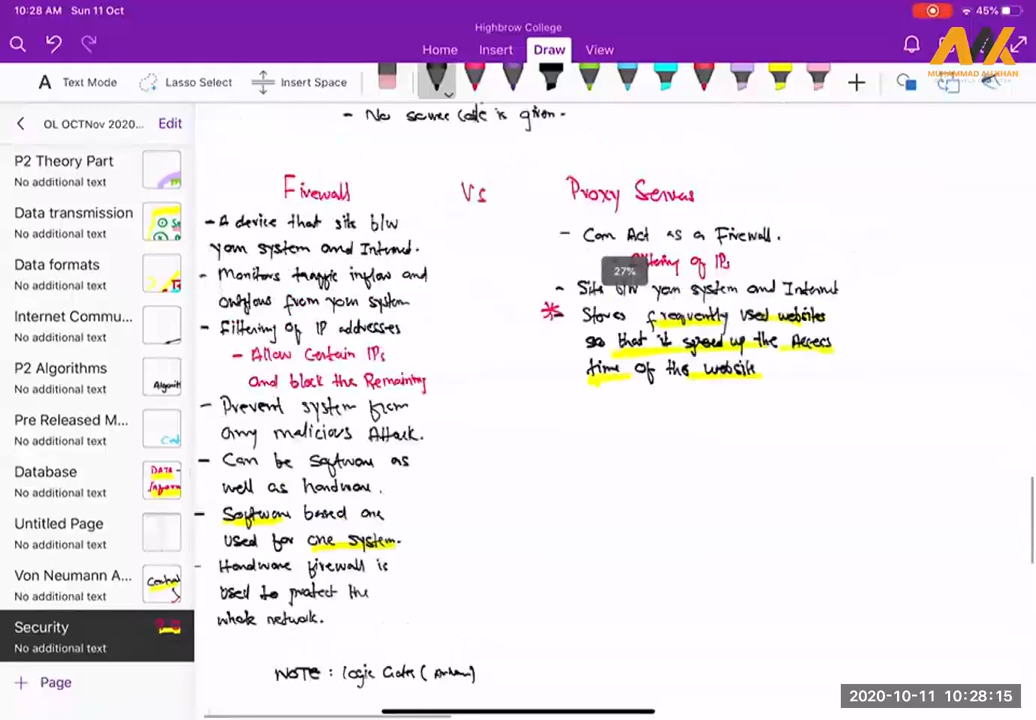 10:28 AM Sun 11 Oct
45%
Highbrow College
Home Insert Draw View
MUHAMMAD ALI KHAN
A Text Mode Lasso Select Insert Space
OL OCTNov 2020... Edit
P2 Theory Part
No additional text
Data transmission
No additional text
Data formats
No additional text
Internet Commu...
No additional text
P2 Algorithms
No additional text
Pre Released M...
No additional text
Database
No additional text
Untitled Page
No additional text
Von Neumann A...
No additional text
Security
No additional text
+ Page
- No source code is given.
Firewall Vs Proxy Server
- A device that sits b/w
your system and Internet.
- Monitors traffic inflow and
outflow from your system
- Filtering of IP addresses
- Allow Certain IPs
and block the Remaining
- Prevent system from
any malicious Attack.
- Can be software as
well as hardware.
- Software based are
used for one system.
- Hardware firewall is
used to protect the
whole network.
- Can Act as a Firewall.
of IPs
27%
- Sits b/w your system and Internet
* - Stores frequently used websites
so that it speed up the Access
time of the website
NOTE : Logic Gates (
2020-10-11 10:28:15